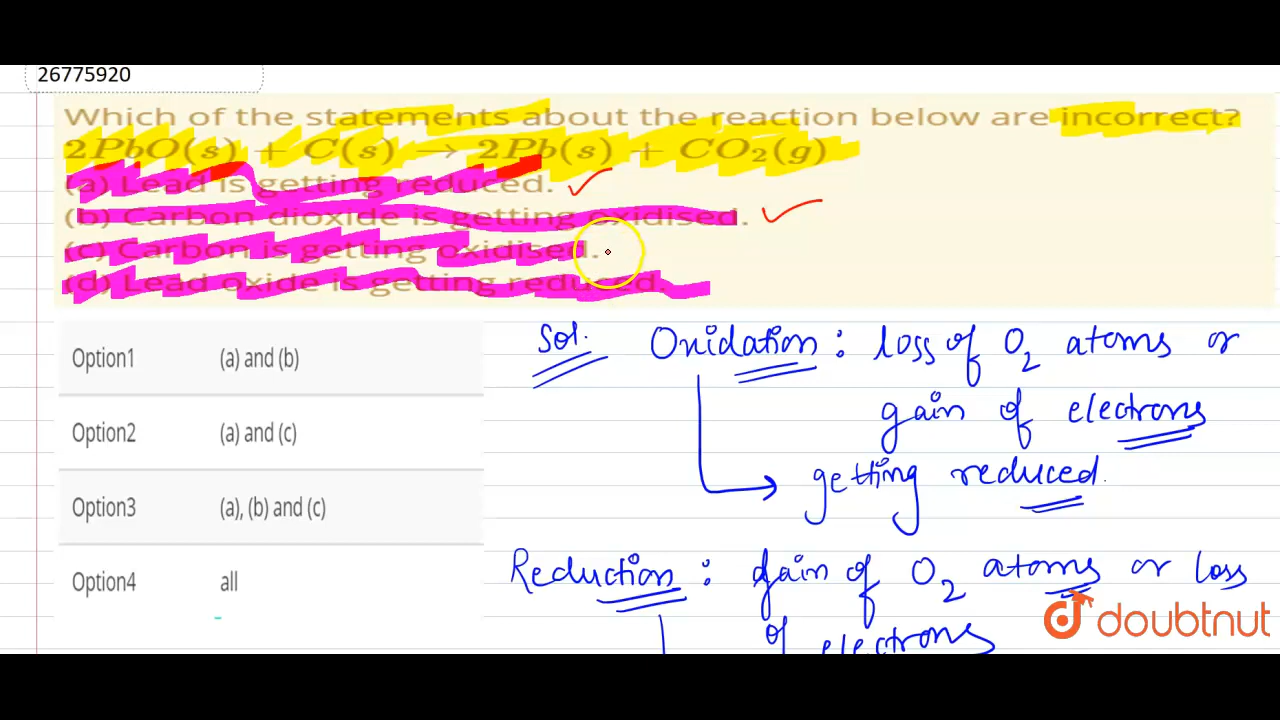 26775920
Which of the statements about the reaction below are incorrect?
2PbO(s) + C(s) → 2Pb(s) + CO₂(g)
(a) Lead is getting reduced. ✓
(b) Carbon dioxide is getting oxidised. ✓
(c) Carbon is getting oxidised.
(d) Lead oxide is getting reduced.
Option1 (a) and (b)
Option2 (a) and (c)
Option3 (a), (b) and (c)
Option4 all
Sol. Oxidation : loss of O₂ atoms or
gain of electrons
→ getting reduced.
Reduction : gain of O₂ atoms or loss
of electrons
doubtnut